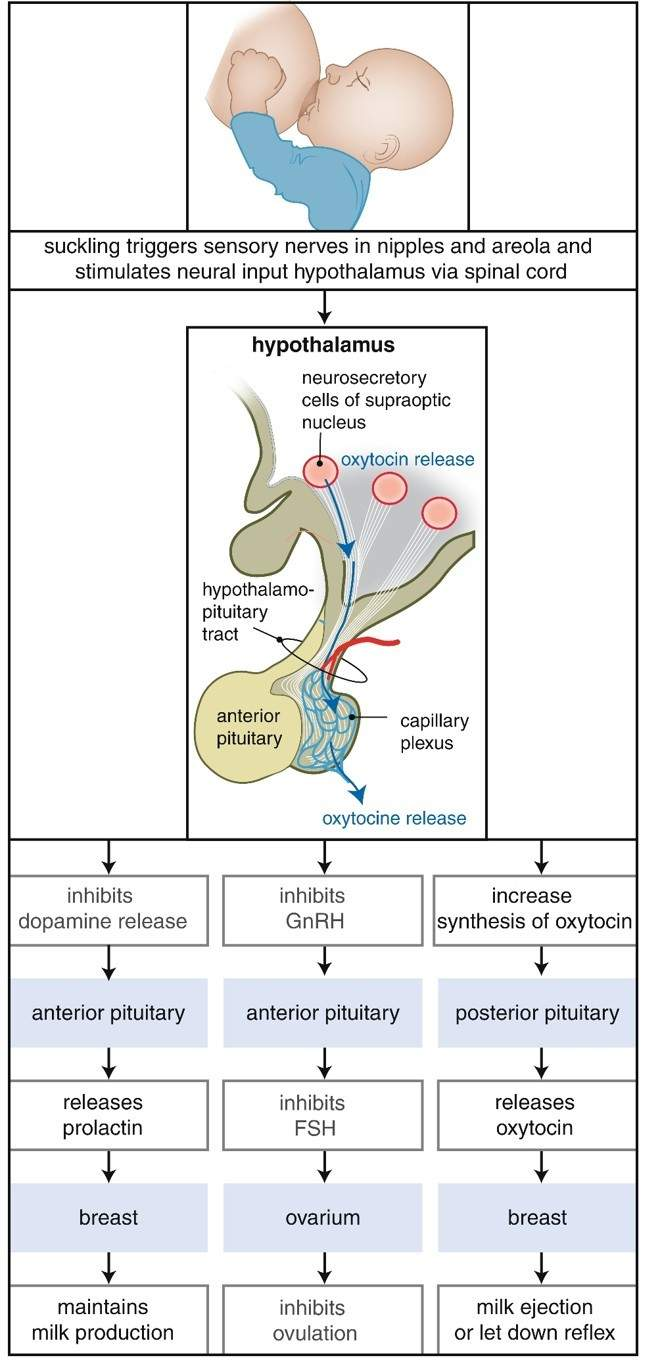 suckling triggers sensory nerves in nipples and areola and
stimulates neural input hypothalamus via spinal cord
hypothalamus
neurosecretory
cells of supraoptic
nucleus
oxytocin release
hypothalamo-
pituitary
tract
anterior
pituitary
capillary
plexus
oxytocine release
inhibits
dopamine release
inhibits
GnRH
increase
synthesis of oxytocin
anterior pituitary
anterior pituitary
posterior pituitary
releases
prolactin
inhibits
FSH
releases
oxytocin
breast
ovarium
breast
maintains
milk production
inhibits
ovulation
milk ejection
or let down reflex